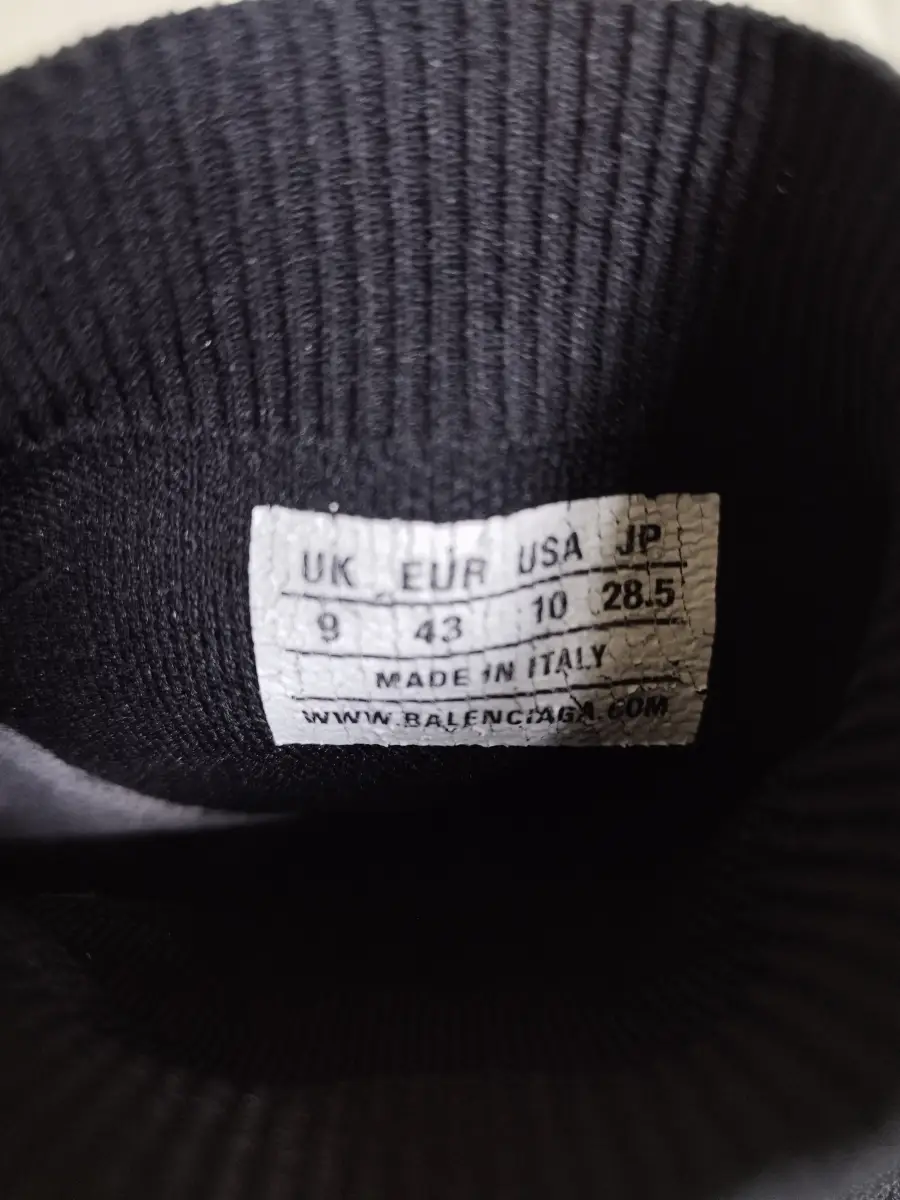 UK EUR USA JP
9 43 10 28.5
MADE IN ITALY
WWW.BALENCIAGA.COM